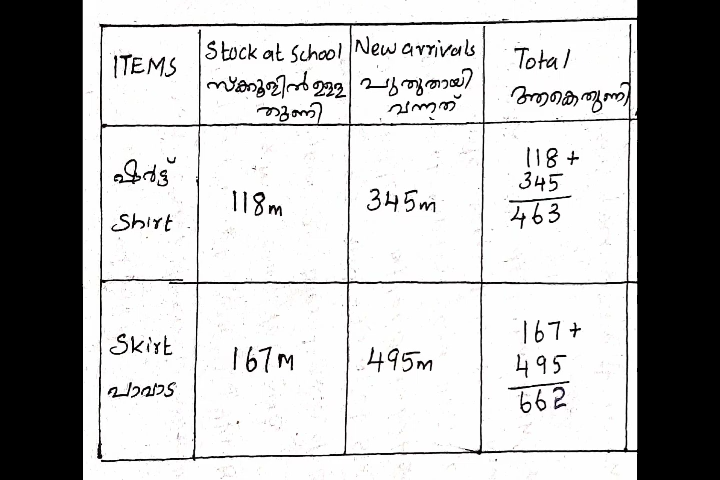 ITEMS
Stock at school
സ്ക്കൂളിൽ ഉള്ള
തുണി
New arrivals
പുതുതായി
വന്നത്
Total
ആകെതുണി
ഷർട്ട്
Shirt
118m
345m
118 +
345
463
Skirt
പാവാട
167m
495m
167 +
495
662